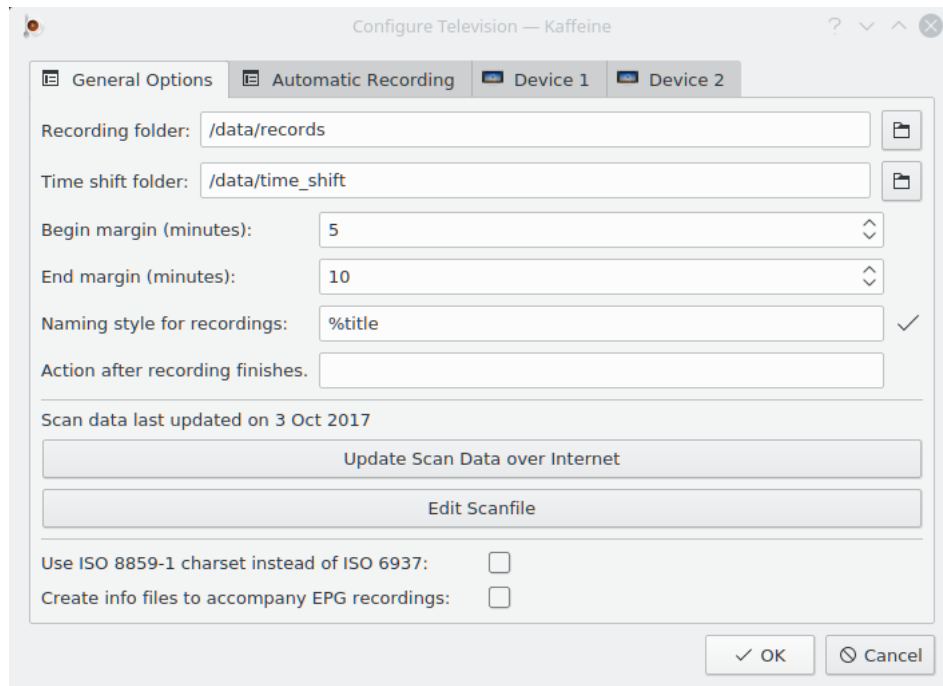 Configure Television — Kaffeine
General Options Automatic Recording Device 1 Device 2
Recording folder: /data/records
Time shift folder: /data/time_shift
Begin margin (minutes): 5
End margin (minutes): 10
Naming style for recordings: %title
Action after recording finishes.
Scan data last updated on 3 Oct 2017
Update Scan Data over Internet
Edit Scanfile
Use ISO 8859-1 charset instead of ISO 6937:
Create info files to accompany EPG recordings:
OK Cancel